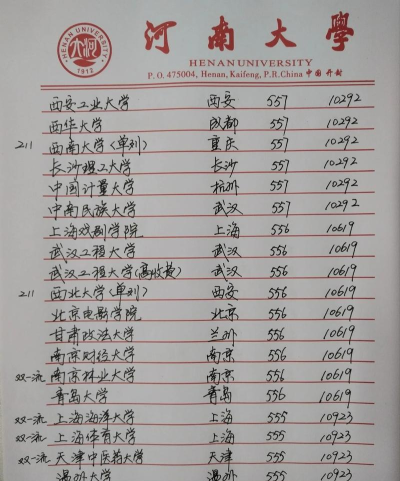 河南大學
HENAN UNIVERSITY
P. O. 475004, Henan, Kaifeng, P.R.China 中国 开封
HENAN UNIVERSITY
1912
西安工业大学 西安 557 10292
西华大学 成都 557 10292
211 西南大学(单列) 重庆 557 10292
长沙理工大学 长沙 557 10292
中国计量大学 杭州 557 10292
中南民族大学 武汉 557 10292
上海戏剧学院 上海 556 10619
武汉工程大学 武汉 556 10619
武汉工程大学(高收费) 武汉 556 10619
211 西北大学(单列) 西安 556 10619
北京电影学院 北京 556 10619
甘肃政法大学 兰州 556 10619
南京财经大学 南京 556 10619
双一流 南京林业大学 南京 556 10619
青岛大学 青岛 556 10619
双一流 上海海洋大学 上海 555 10923
双一流 上海体育大学 上海 555 10923
双一流 天津中医药大学 天津 555 10923
温州大学 温州 555 10923